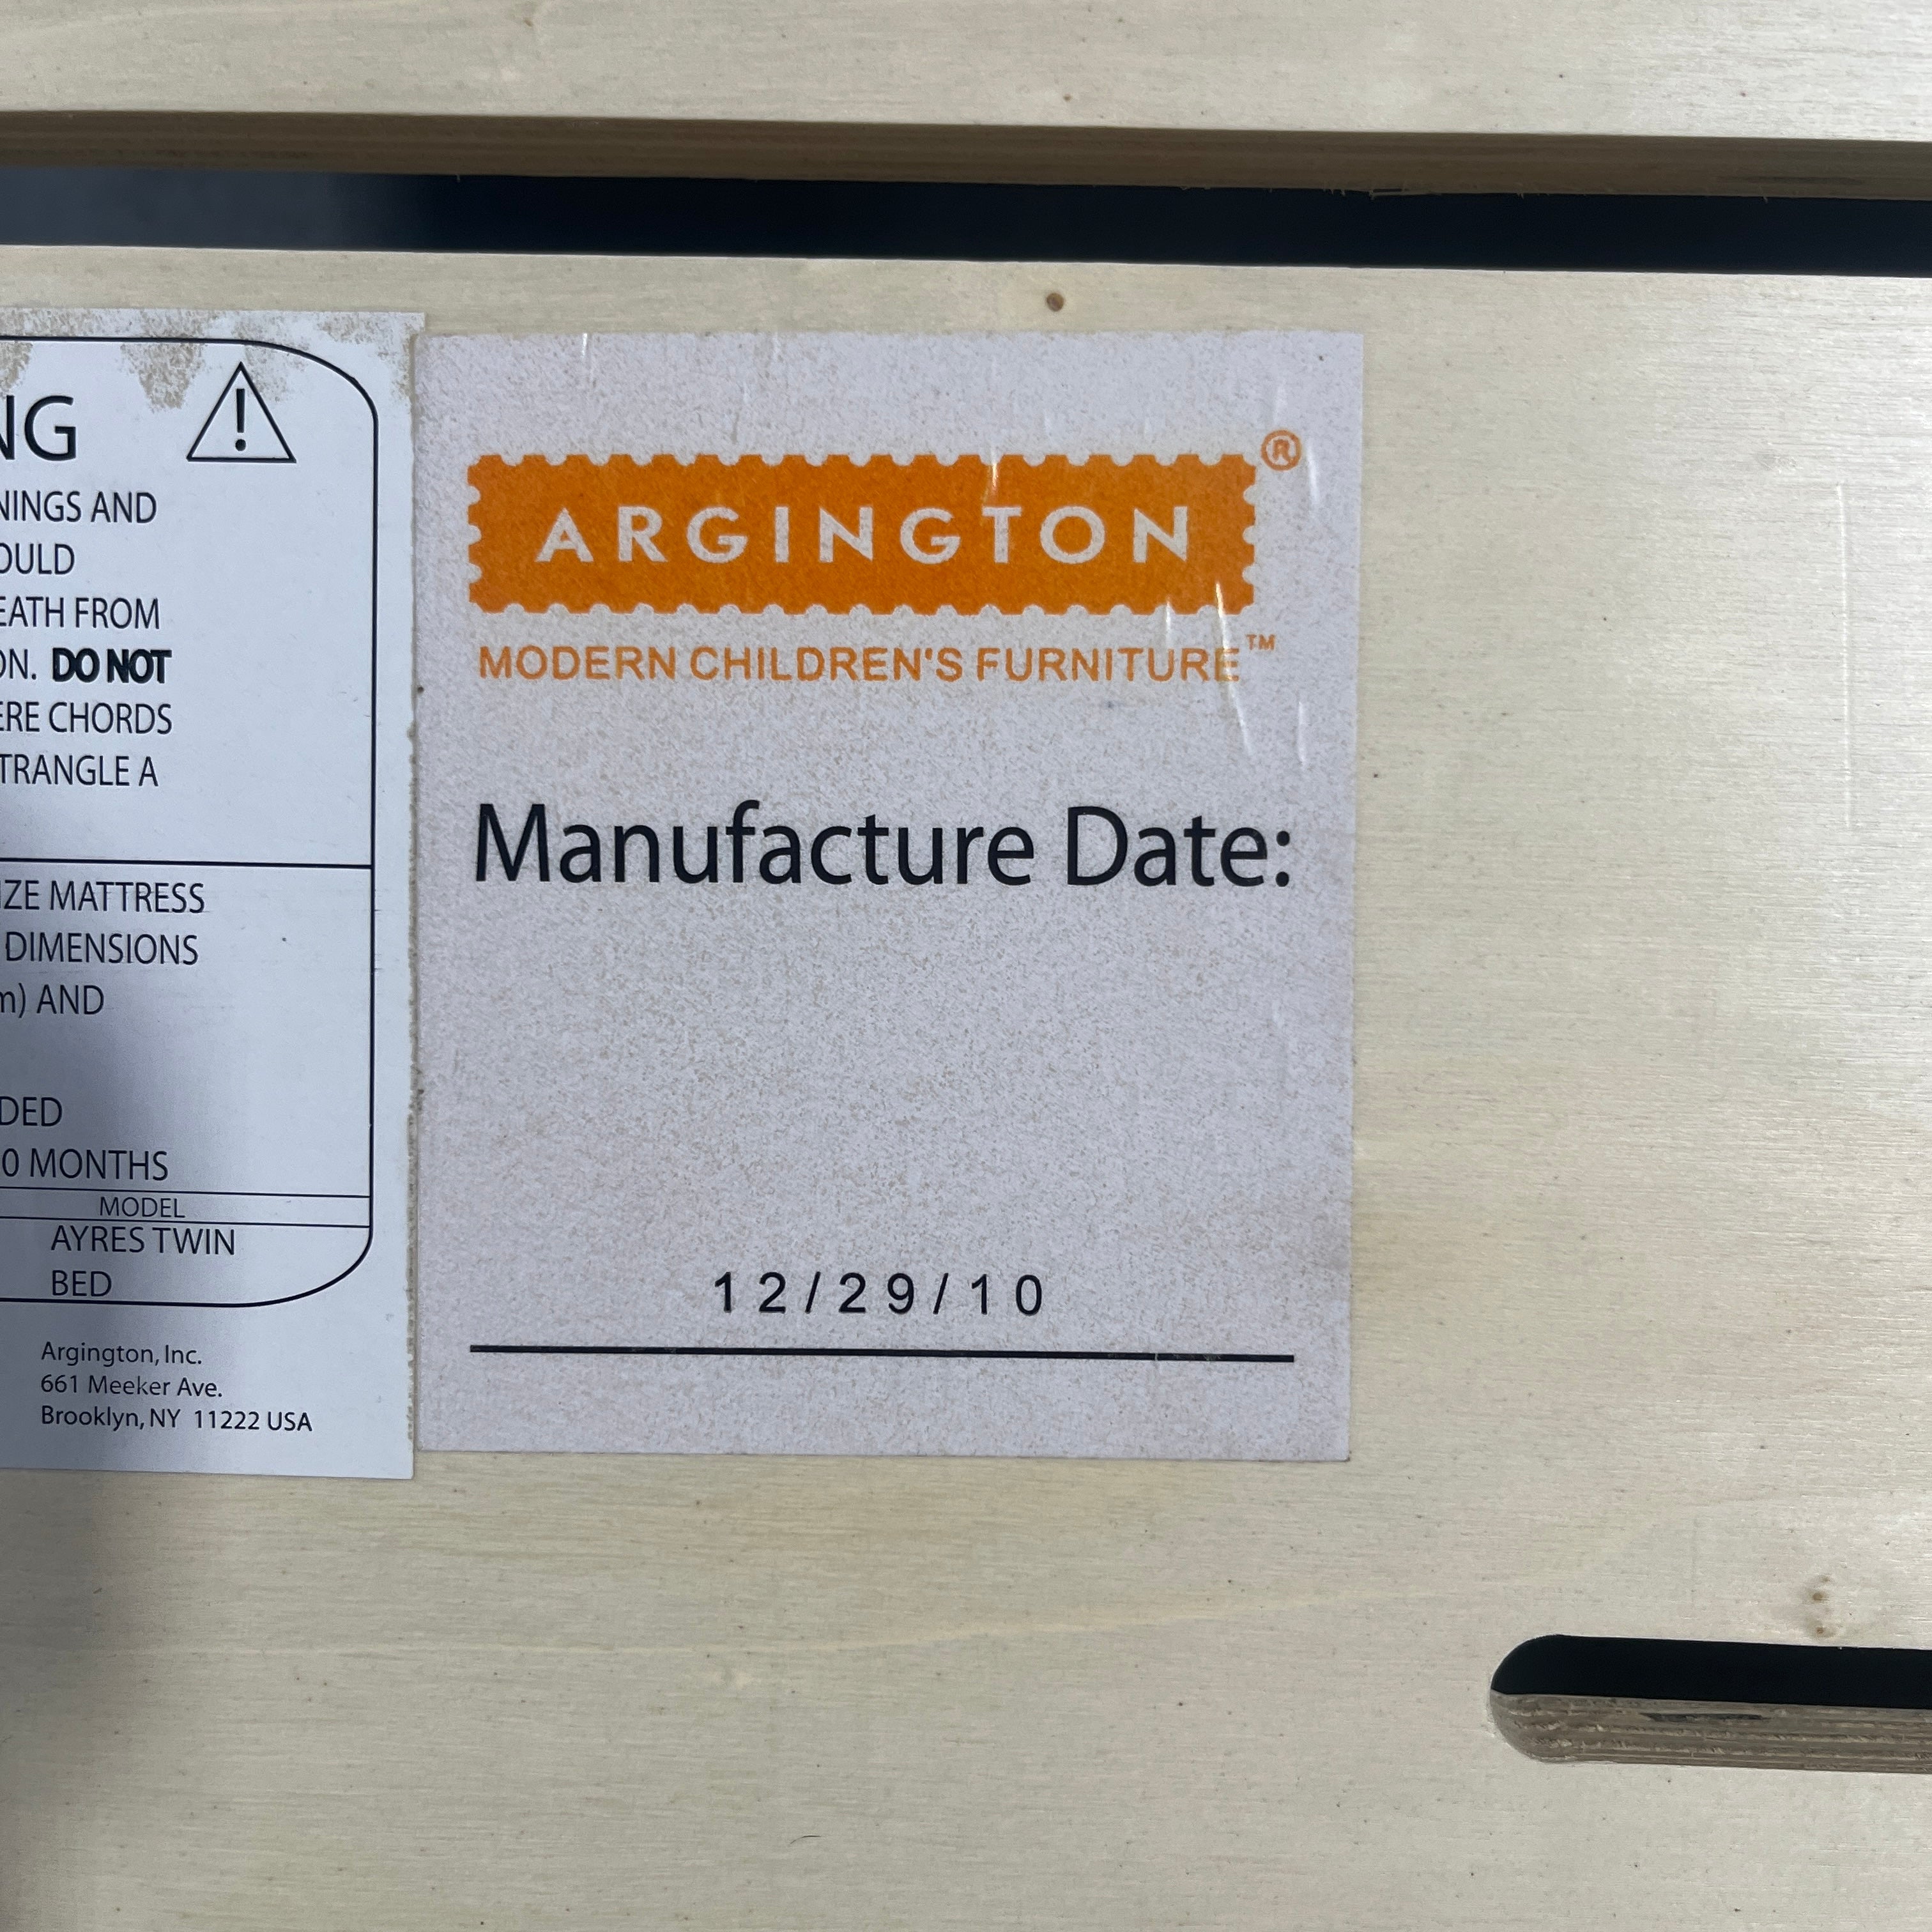 NG
NINGS AND
OULD
EATH FROM
ON. DO NOT
ERE CHORDS
TRANGLE A
IZE MATTRESS
DIMENSIONS
m) AND
DED
0 MONTHS
MODEL
AYRES TWIN
BED
Argington, Inc.
661 Meeker Ave.
Brooklyn, NY 11222 USA
ARGINGTON®
MODERN CHILDREN'S FURNITURE™
Manufacture Date:
12/29/10